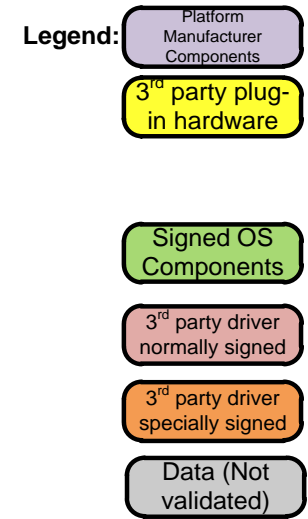 Legend:
Platform
Manufacturer
Components
3rd party plug-
in hardware
Signed OS
Components
3rd party driver
normally signed
3rd party driver
specially signed
Data (Not
validated)